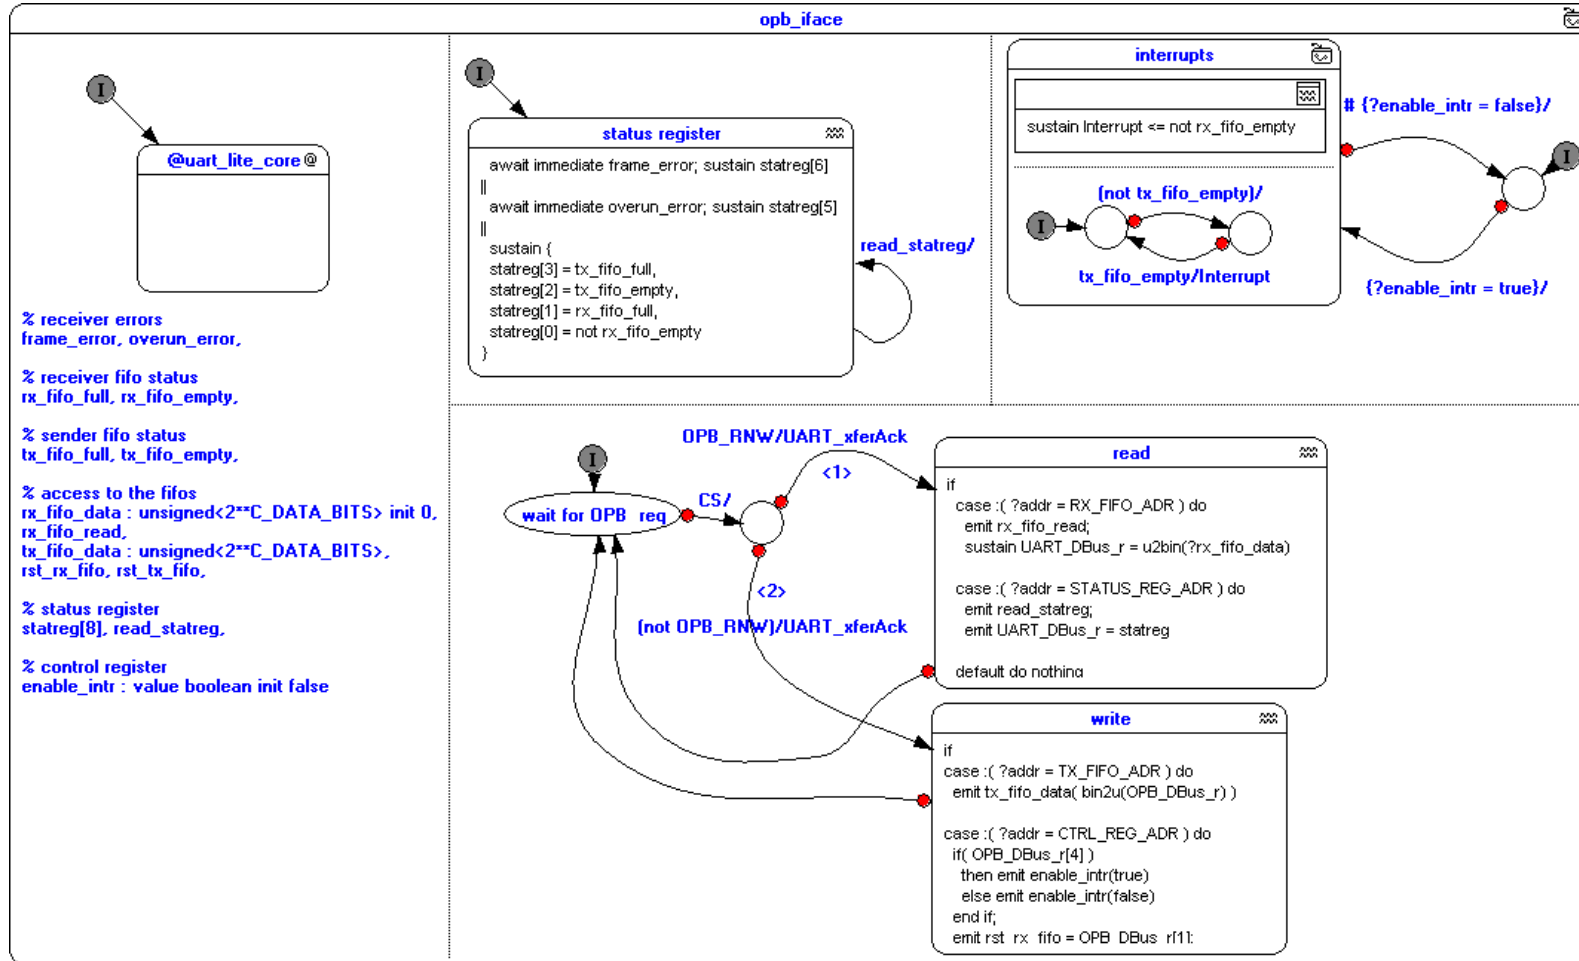 opb_iface
I
@uart_lite_core @
% receiver errors
frame_error, overun_error,
% receiver fifo status
rx_fifo_full, rx_fifo_empty,
% sender fifo status
tx_fifo_full, tx_fifo_empty,
% access to the fifos
rx_fifo_data : unsigned<2**C_DATA_BITS> init 0,
rx_fifo_read,
tx_fifo_data : unsigned<2**C_DATA_BITS>,
rst_rx_fifo, rst_tx_fifo,
% status register
statreg[8], read_statreg,
% control register
enable_intr : value boolean init false
I
status register
await immediate frame_error; sustain statreg[6]
||
await immediate overun_error; sustain statreg[5]
||
sustain {
statreg[3] = tx_fifo_full,
statreg[2] = tx_fifo_empty,
statreg[1] = rx_fifo_full,
statreg[0] = not rx_fifo_empty
}
read_statreg/
interrupts
sustain Interrupt <= not rx_fifo_empty
(not tx_fifo_empty)/
I
tx_fifo_empty/Interrupt
# {?enable_intr = false}/
I
{?enable_intr = true}/
I
wait for OPB_req
CS/
OPB_RNW/UART_xferAck
<1>
<2>
(not OPB_RNW)/UART_xferAck
read
if
case :( ?addr = RX_FIFO_ADR ) do
emit rx_fifo_read;
sustain UART_DBus_r = u2bin(?rx_fifo_data)
case :( ?addr = STATUS_REG_ADR ) do
emit read_statreg;
emit UART_DBus_r = statreg
default do nothing
write
if
case :( ?addr = TX_FIFO_ADR ) do
emit tx_fifo_data( bin2u(OPB_DBus_r) )
case :( ?addr = CTRL_REG_ADR ) do
if( OPB_DBus_r[4] )
then emit enable_intr(true)
else emit enable_intr(false)
end if;
emit rst_rx_fifo = OPB_DBus_r[1];